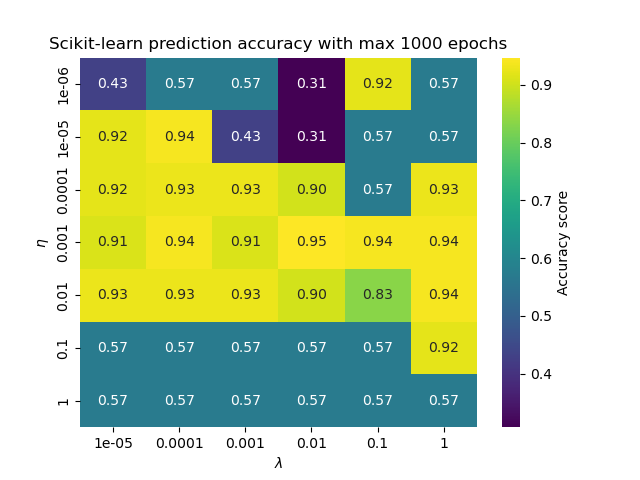 Scikit-learn prediction accuracy with max 1000 epochs
1e-06 0.43 0.57 0.57 0.31 0.92 0.57
1e-05 0.92 0.94 0.43 0.31 0.57 0.57
0.0001 0.92 0.93 0.93 0.90 0.57 0.93
0.001 0.91 0.94 0.91 0.95 0.94 0.94
0.01 0.93 0.93 0.93 0.90 0.83 0.94
0.1 0.57 0.57 0.57 0.57 0.57 0.92
1 0.57 0.57 0.57 0.57 0.57 0.57
1e-05 0.0001 0.001 0.01 0.1 1
λ
η
0.9
0.8
0.7
0.6
0.5
0.4
Accuracy score